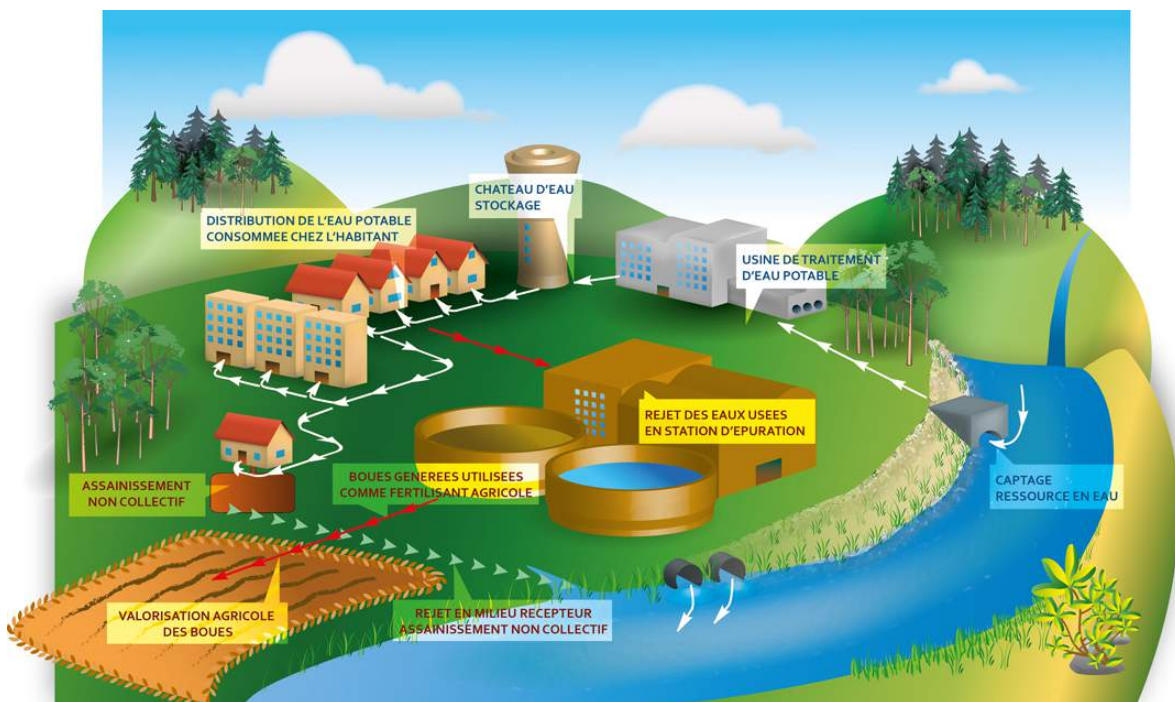 CHATEAU D'EAU
STOCKAGE
DISTRIBUTION DE L'EAU POTABLE
CONSOMMEE CHEZ L'HABITANT
USINE DE TRAITEMENT
D'EAU POTABLE
REJET DES EAUX USEES
EN STATION D'EPURATION
ASSAINISSEMENT
NON COLLECTIF
BOUES GENEREES UTILISEES
COMME FERTILISANT AGRICOLE
CAPTAGE
RESSOURCE EN EAU
VALORISATION AGRICOLE
DES BOUES
REJET EN MILIEU RECEPTEUR
ASSAINISSEMENT NON COLLECTIF